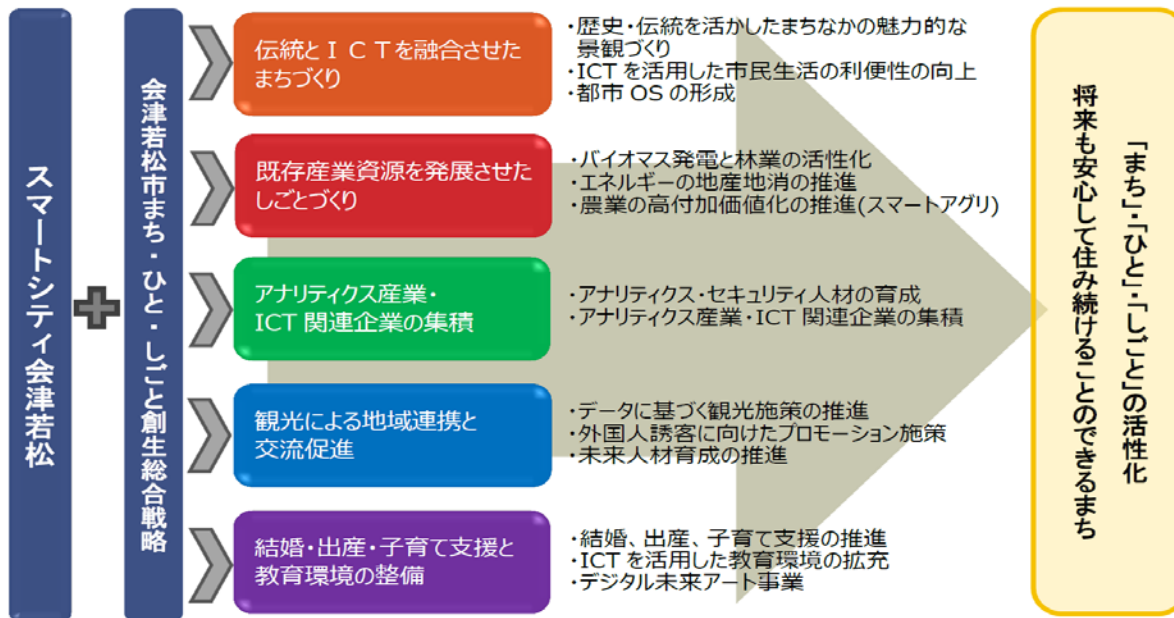 スマートシティ会津若松
会津若松市まち・ひと・しごと創生総合戦略
伝統とＩＣＴを融合させた
まちづくり
・歴史・伝統を活かしたまちなかの魅力的な
景観づくり
・ICTを活用した市民生活の利便性の向上
・都市OSの形成
既存産業資源を発展させた
しごとづくり
・バイオマス発電と林業の活性化
・エネルギーの地産地消の推進
・農業の高付加価値化の推進(スマートアグリ)
アナリティクス産業・
ICT関連企業の集積
・アナリティクス・セキュリティ人材の育成
・アナリティクス産業・ICT関連企業の集積
観光による地域連携と
交流促進
・データに基づく観光施策の推進
・外国人誘客に向けたプロモーション施策
・未来人材育成の推進
結婚・出産・子育て支援と
教育環境の整備
・結婚、出産、子育て支援の推進
・ICTを活用した教育環境の拡充
・デジタル未来アート事業
「まち」・「ひと」・「しごと」の活性化
将来も安心して住み続けることのできるまち